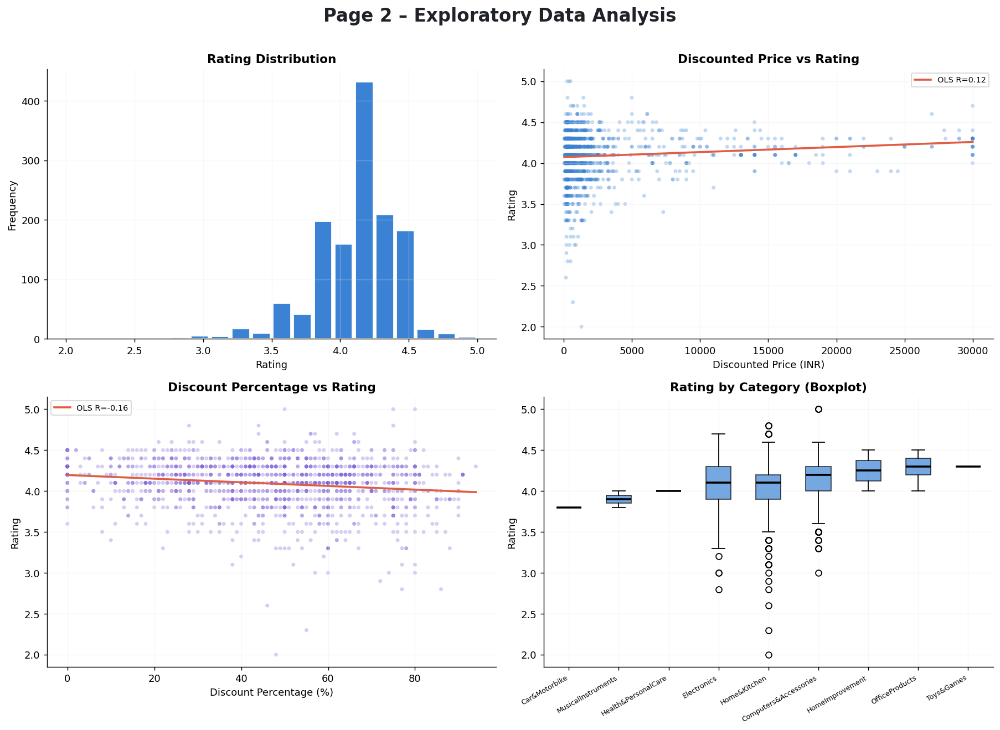 Page 2 – Exploratory Data Analysis
Rating Distribution
400
300
200
100
0
Frequency
2.0 2.5 3.0 3.5 4.0 4.5 5.0
Rating
Discounted Price vs Rating
OLS R=0.12
5.0
4.5
4.0
3.5
3.0
2.5
2.0
Rating
0 5000 10000 15000 20000 25000 30000
Discounted Price (INR)
Discount Percentage vs Rating
OLS R=-0.16
5.0
4.5
4.0
3.5
3.0
2.5
2.0
Rating
0 20 40 60 80
Discount Percentage (%)
Rating by Category (Boxplot)
5.0
4.5
4.0
3.5
3.0
2.5
2.0
Rating
Car&Motorbike
MusicalInstruments
Health&PersonalCare
Electronics
Home&Kitchen
Computers&Accessories
HomeImprovement
OfficeProducts
Toys&Games